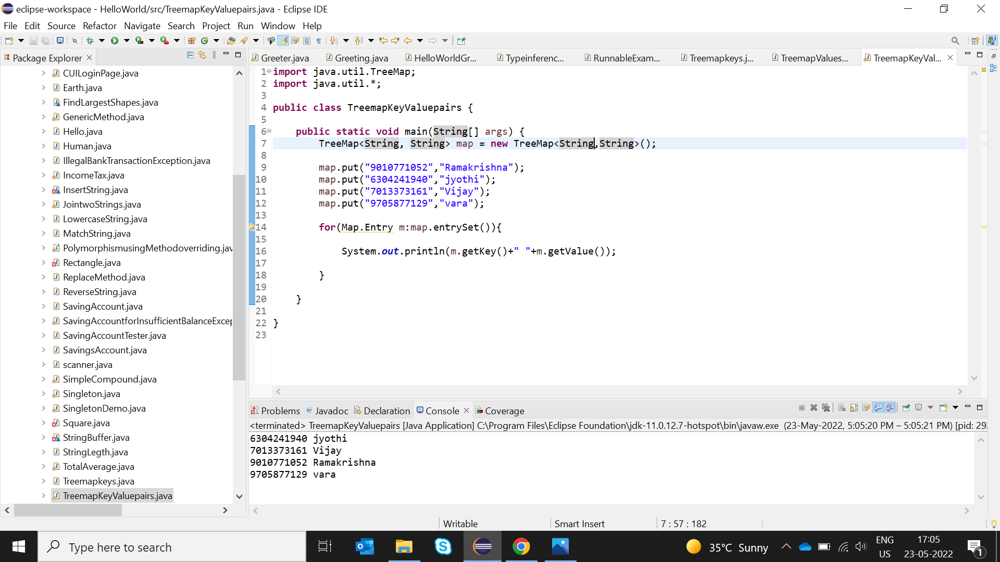 eclipse-workspace - HelloWorld/src/TreemapKeyValuepairs.java - Eclipse IDE
File Edit Source Refactor Navigate Search Project Run Window Help
Package Explorer
CUILoginPage.java
Earth.java
FindLargestShapes.java
GenericMethod.java
Hello.java
Human.java
IllegalBankTransactionException.java
IncomeTax.java
InsertString.java
JointwoStrings.java
LowercaseString.java
MatchString.java
PolymorphismusingMethodoverriding.jav
Rectangle.java
ReplaceMethod.java
ReverseString.java
SavingAccount.java
SavingAccountforInsufficientBalanceExcep
SavingAccountTester.java
SavingsAccount.java
scanner.java
SimpleCompound.java
Singleton.java
SingletonDemo.java
Square.java
StringBuffer.java
StringLegth.java
TotalAverage.java
Treemapkeys.java
TreemapKeyValuepairs.java
Greeter.java Greeting.java HelloWorldGr... Typeinferenc... RunnableExam... Treemapkeys.j... TreemapValues... TreemapKeyVal...
1 import java.util.TreeMap;
2 import java.util.*;
3
4 public class TreemapKeyValuepairs {
5
6 public static void main(String[] args) {
7 TreeMap<String, String> map = new TreeMap<String,String>();
8
9 map.put("9010771052","Ramakrishna");
10 map.put("6304241940","jyothi");
11 map.put("7013373161","Vijay");
12 map.put("9705877129","vara");
13
14 for(Map.Entry m:map.entrySet()){
15
16 System.out.println(m.getKey()+" "+m.getValue());
17
18 }
19
20 }
21
22 }
23
Problems Javadoc Declaration Console Coverage
<terminated> TreemapKeyValuepairs [Java Application] C:\Program Files\Eclipse Foundation\jdk-11.0.12.7-hotspot\bin\javaw.exe (23-May-2022, 5:05:20 PM – 5:05:21 PM) [pid: 292
6304241940 jyothi
7013373161 Vijay
9010771052 Ramakrishna
9705877129 vara
Writable Smart Insert 7 : 57 : 182
Type here to search
35°C Sunny
ENG
US
17:05
23-05-2022
1